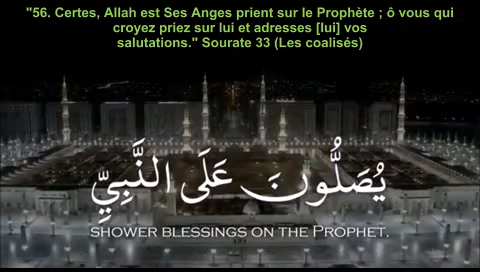 "56. Certes, Allah est Ses Anges prient sur le Prophète ; ô vous qui
croyez priez sur lui et adresses [lui] vos
salutations." Sourate 33 (Les coalisés)
يُصَلُّونَ عَلَى النَّبِيِّ
SHOWER BLESSINGS ON THE PROPHET.